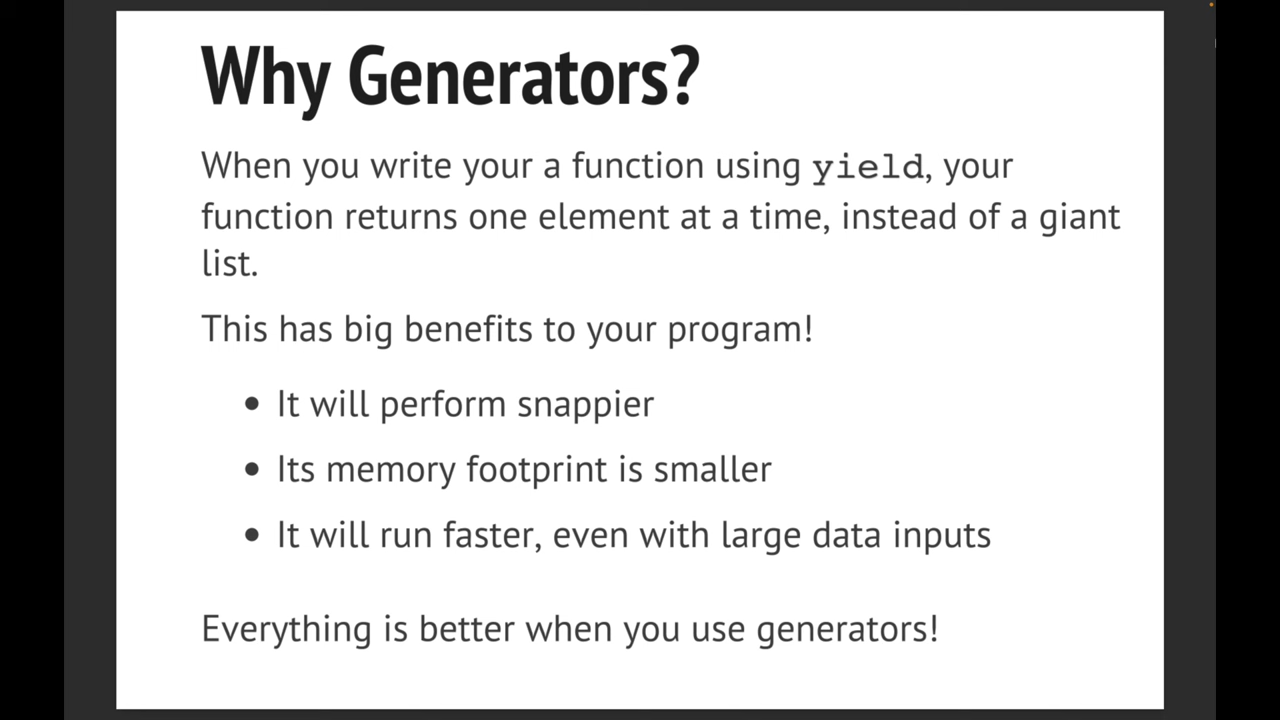 Why Generators?
When you write your a function using yield, your
function returns one element at a time, instead of a giant
list.
This has big benefits to your program!
• It will perform snappier
• Its memory footprint is smaller
• It will run faster, even with large data inputs
Everything is better when you use generators!